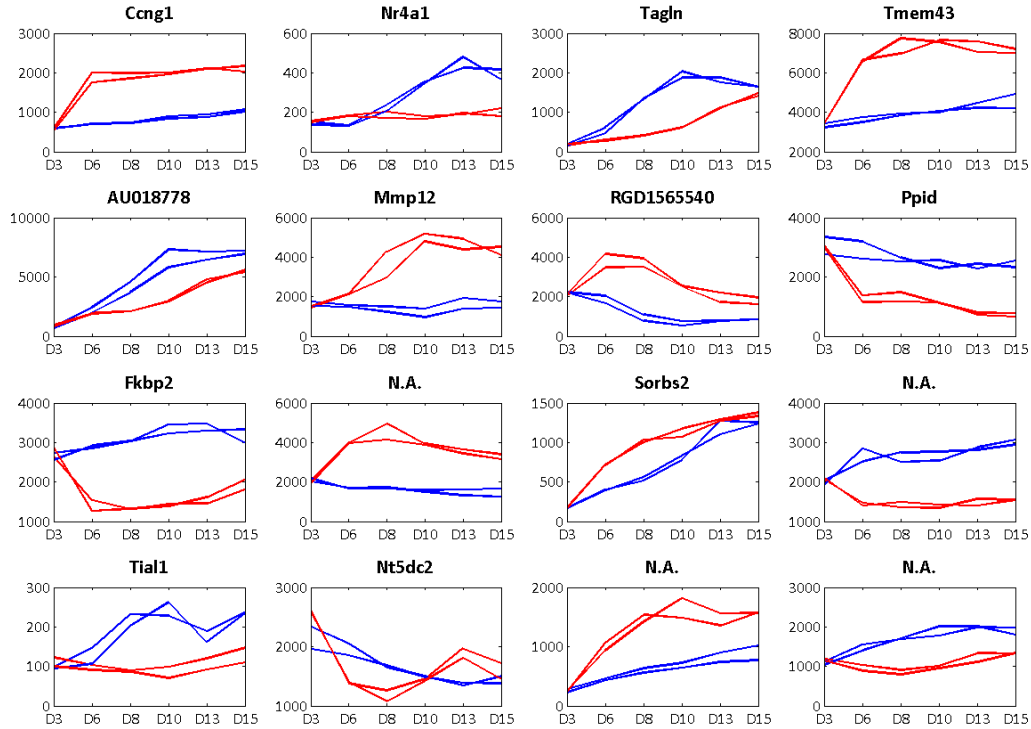 Ccng1 Nr4a1 Tagln Tmem43
3000 600 3000 8000
2000 400 2000 6000
1000 200 1000 4000
0 0 0 2000
D3 D6 D8 D10 D13 D15 D3 D6 D8 D10 D13 D15 D3 D6 D8 D10 D13 D15 D3 D6 D8 D10 D13 D15
AU018778 Mmp12 RGD1565540 Ppid
10000 6000 6000 4000
5000 4000 4000 2000
2000 2000
0 0 0 0
D3 D6 D8 D10 D13 D15 D3 D6 D8 D10 D13 D15 D3 D6 D8 D10 D13 D15 D3 D6 D8 D10 D13 D15
Fkbp2 N.A. Sorbs2 N.A.
4000 6000 1500 4000
3000 4000 1000 3000
2000 2000 500 2000
1000 0 0 1000
D3 D6 D8 D10 D13 D15 D3 D6 D8 D10 D13 D15 D3 D6 D8 D10 D13 D15 D3 D6 D8 D10 D13 D15
Tial1 Nt5dc2 N.A. N.A.
300 3000 2000 3000
200 2000 1000 2000
100 1000
0 1000 0 0
D3 D6 D8 D10 D13 D15 D3 D6 D8 D10 D13 D15 D3 D6 D8 D10 D13 D15 D3 D6 D8 D10 D13 D15